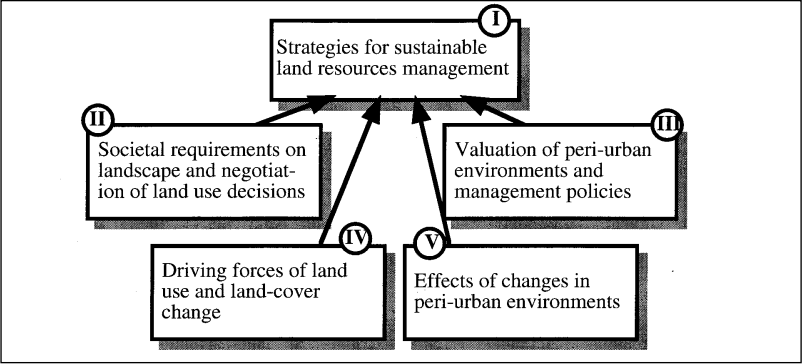 I
Strategies for sustainable
land resources management
II
Societal requirements on
landscape and negotiat-
ion of land use decisions
III
Valuation of peri-urban
environments and
management policies
IV
Driving forces of land
use and land-cover
change
V
Effects of changes in
peri-urban environments